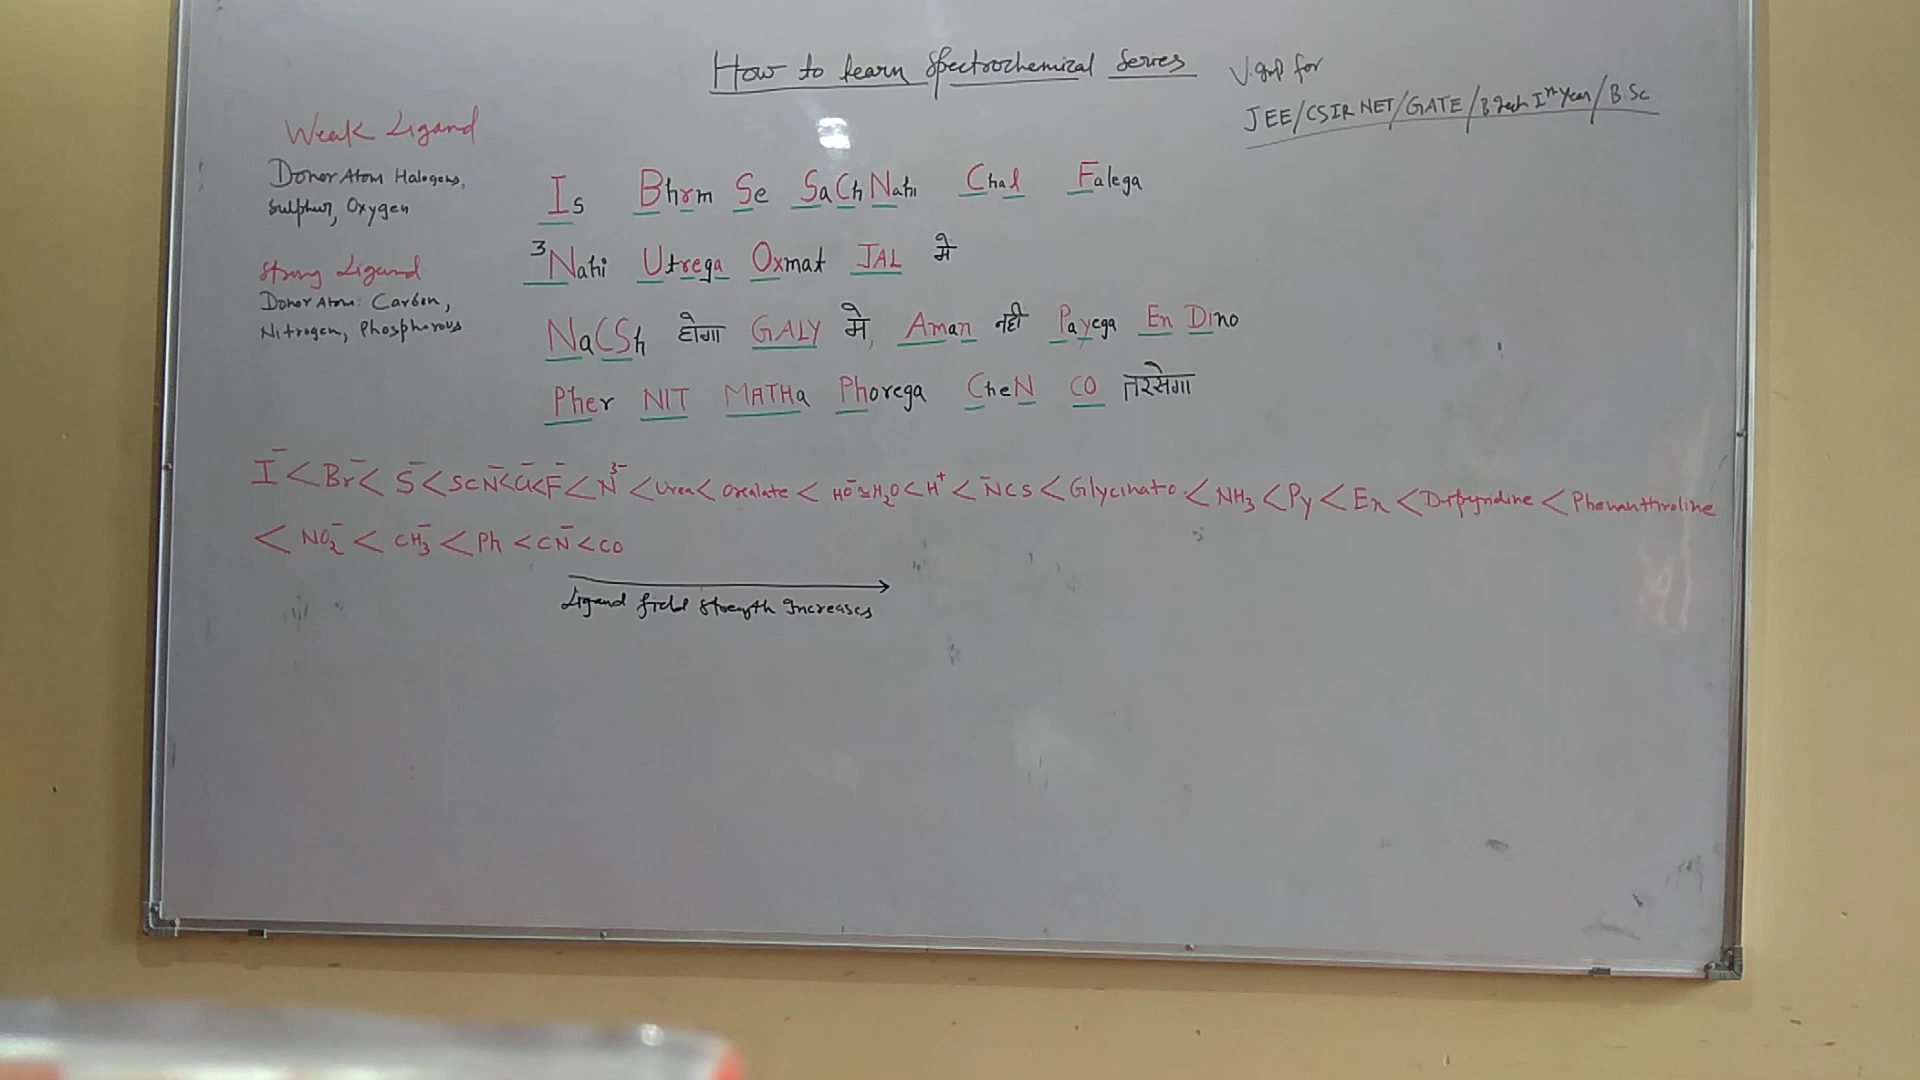 How to learn Spectrochemical Series
V. Imp for
JEE/CSIR NET/GATE/B Tech Ist Year/B.Sc
Weak Ligand
Donor Atom Halogens,
Sulphur, Oxygen
Strong Ligand
Donor Atom: Carbon,
Nitrogen, Phosphorous
Is Bhrm Se SaCh Nahi Chal Falega
3Nahi Utrega Oxmat JAL मे
NaCSh होगा GALY मे, Aman नही Payega En Dino
Pher NIT MATHa Phorega CheN CO तरसेगा
I⁻ < Br⁻ < S⁻ < SCN⁻ < Cl⁻ < F⁻ < N³⁻ < Urea < Oxalate < HO⁻ ≈ H₂O < H⁺ < N⁻CS < Glycinato < NH₃ < Py < En < Dipyridine < Phenanthroline
< NO₂⁻ < CH₃⁻ < Ph < CN⁻ < CO
Ligand field strength Increases